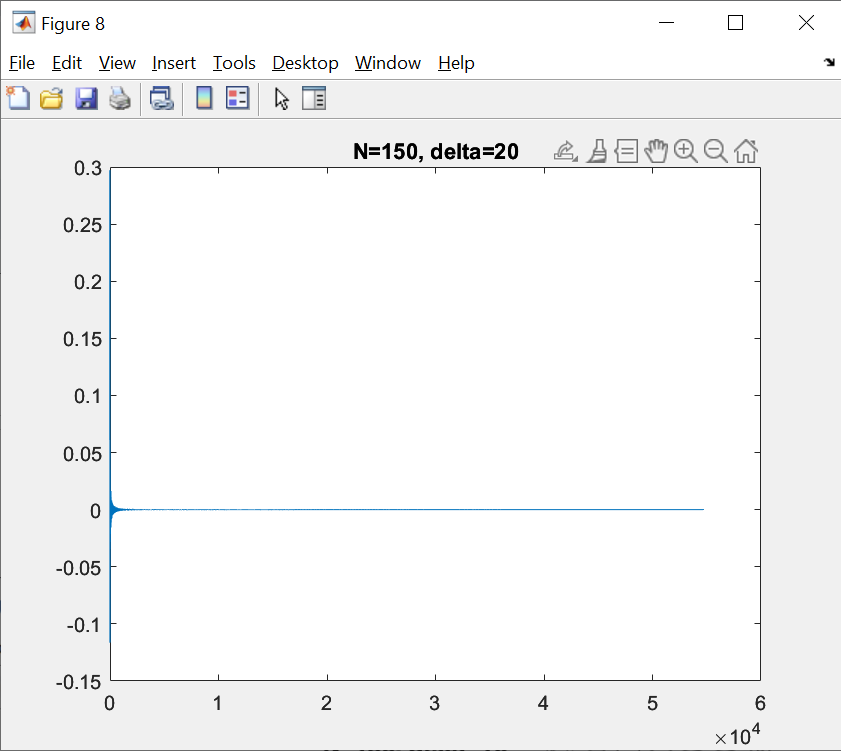 Figure 8
File Edit View Insert Tools Desktop Window Help
N=150, delta=20
0.3
0.25
0.2
0.15
0.1
0.05
0
-0.05
-0.1
-0.15
0 1 2 3 4 5 6
×10⁴